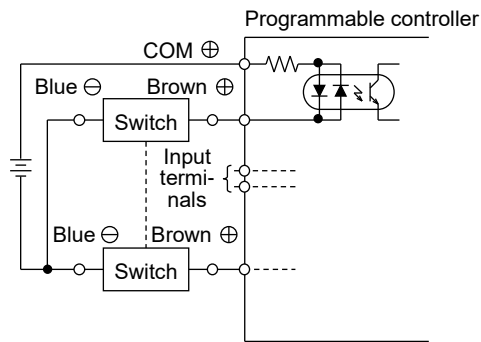 Programmable controller
COM ⊕
Blue ⊖
Brown ⊕
Switch
Input
termi-
nals
Blue ⊖
Brown ⊕
Switch